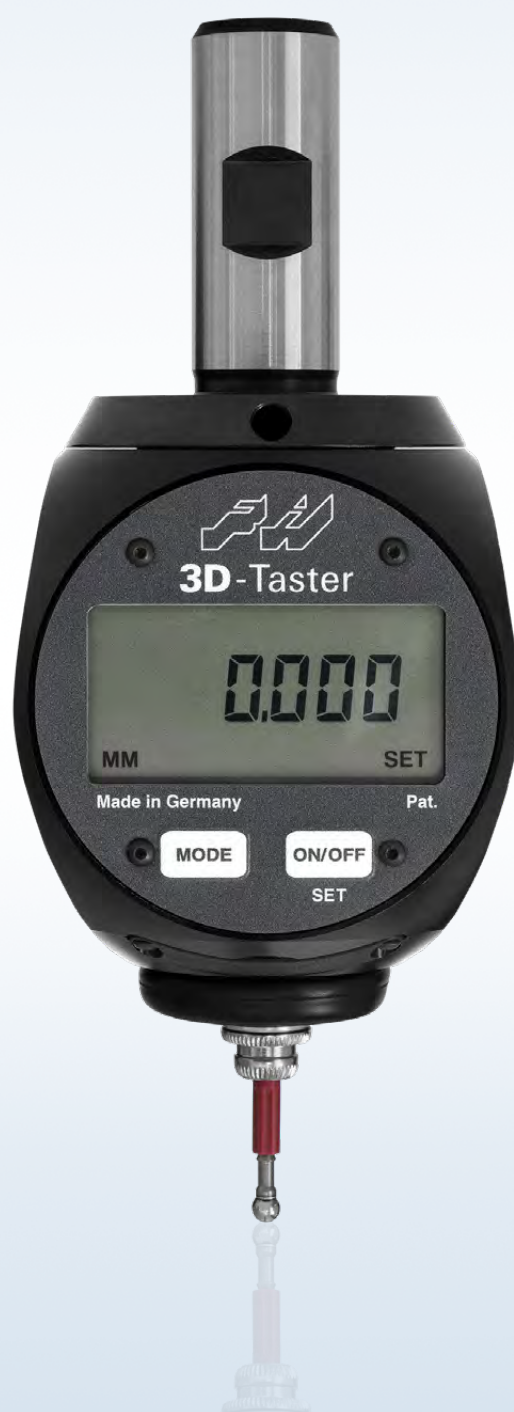 3D-Taster
0.000
MM SET
Made in Germany Pat.
MODE ON/OFF
SET